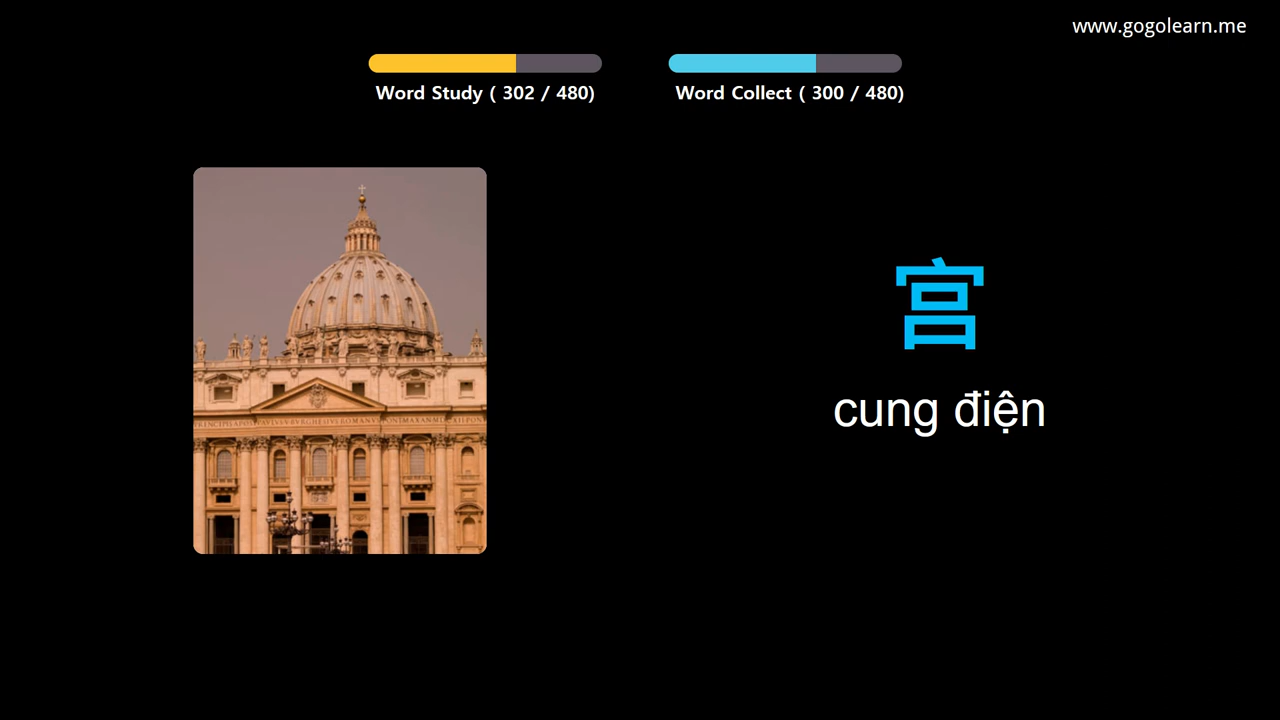 www.gogolearn.me
Word Study ( 302 / 480)
Word Collect ( 300 / 480)
宫
cung điện